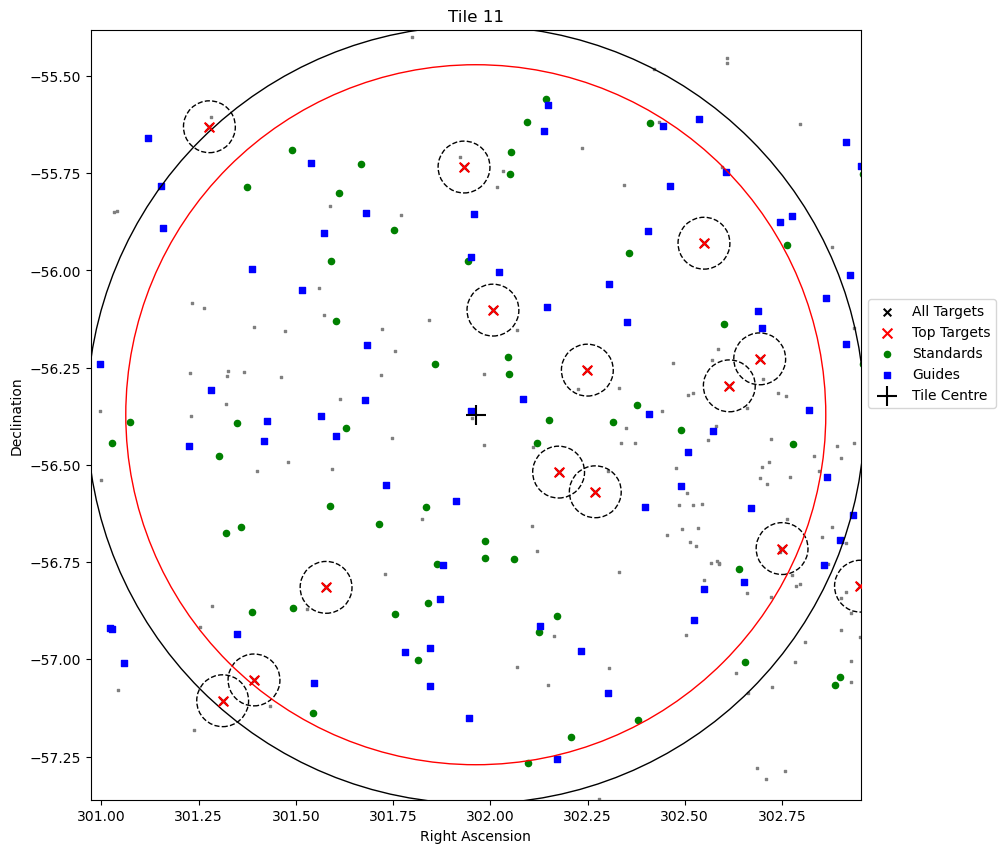 Tile 11
−55.50
−55.75
−56.00
−56.25
−56.50
−56.75
−57.00
−57.25
Declination
301.00
301.25
301.50
301.75
302.00
302.25
302.50
302.75
Right Ascension
All Targets
Top Targets
Standards
Guides
Tile Centre